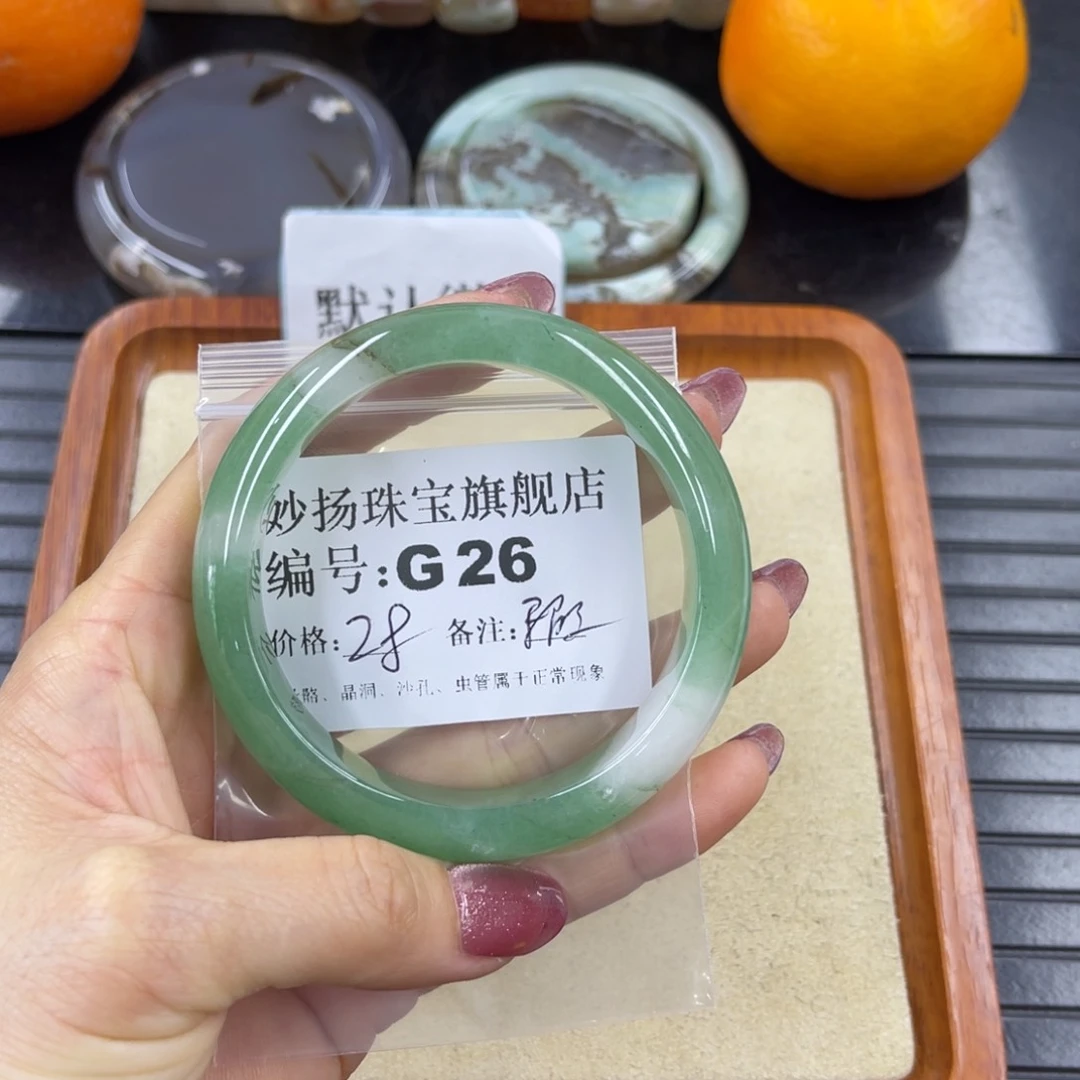 默认
妙扬珠宝旗舰店
编号:G26
价格:28 备注:
晶洞、沙孔、虫管属于正常现象